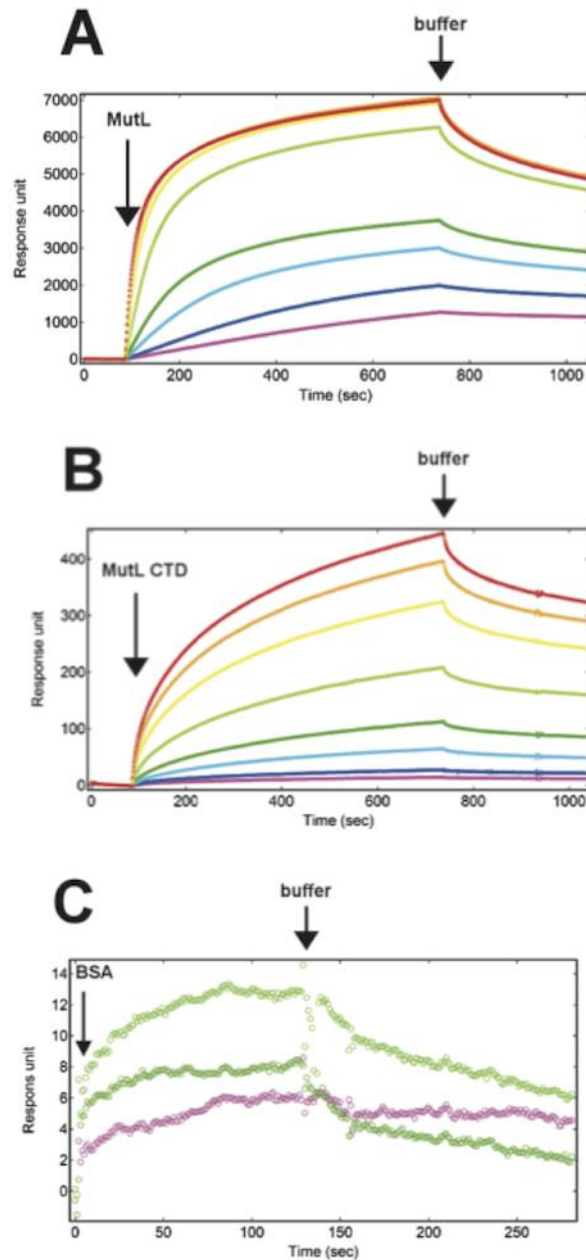 A
buffer
MutL
7000
6000
5000
4000
3000
2000
1000
0
Response unit
0 200 400 600 800 1000
Time (sec)
B
buffer
MutL CTD
400
300
200
100
0
Response unit
0 200 400 600 800 1000
Time (sec)
C
buffer
BSA
14
12
10
8
6
4
2
0
Respons unit
0 50 100 150 200 250
Time (sec)